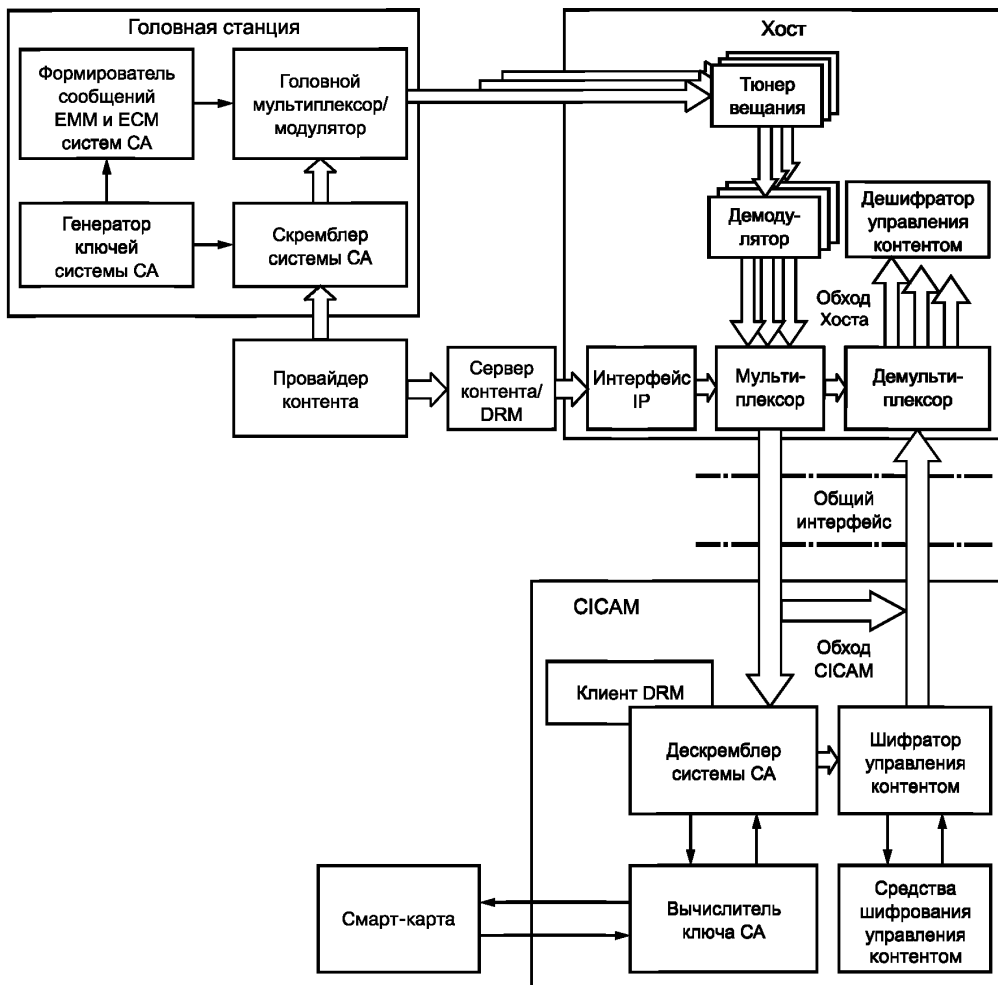 Головная станция
Хост
Формирователь
сообщений
EMM и ECM
систем CA
Головной
мультиплексор/
модулятор
Тюнер
вещания
Генератор
ключей
системы CA
Скремблер
системы CA
Демоду-
лятор
Дешифратор
управления
контентом
Обход
Хоста
Провайдер
контента
Сервер
контента/
DRM
Интерфейс
IP
Мульти-
плексор
Демульти-
плексор
Общий
интерфейс
CICAM
Обход
CICAM
Клиент DRM
Дескремблер
системы CA
Шифратор
управления
контентом
Смарт-карта
Вычислитель
ключа CA
Средства
шифрования
управления
контентом